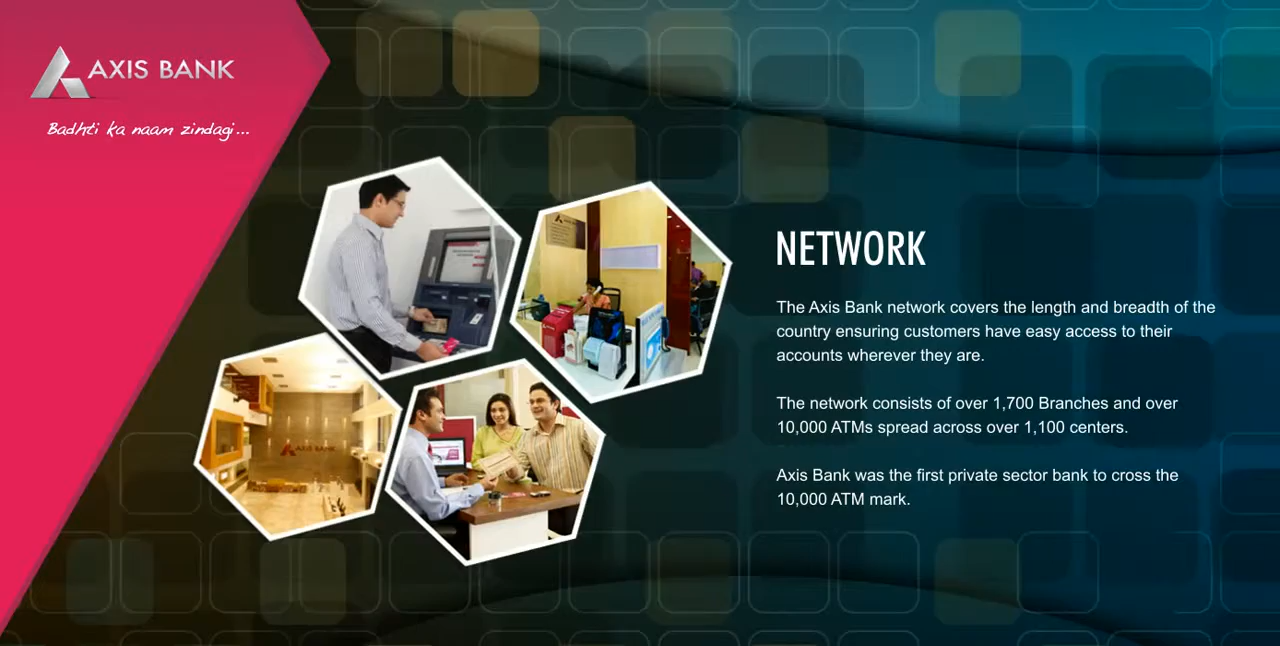 AXIS BANK
Badhti ka naam zindagi...
AXIS BANK
NETWORK
The Axis Bank network covers the length and breadth of the
country ensuring customers have easy access to their
accounts wherever they are.
The network consists of over 1,700 Branches and over
10,000 ATMs spread across over 1,100 centers.
Axis Bank was the first private sector bank to cross the
10,000 ATM mark.